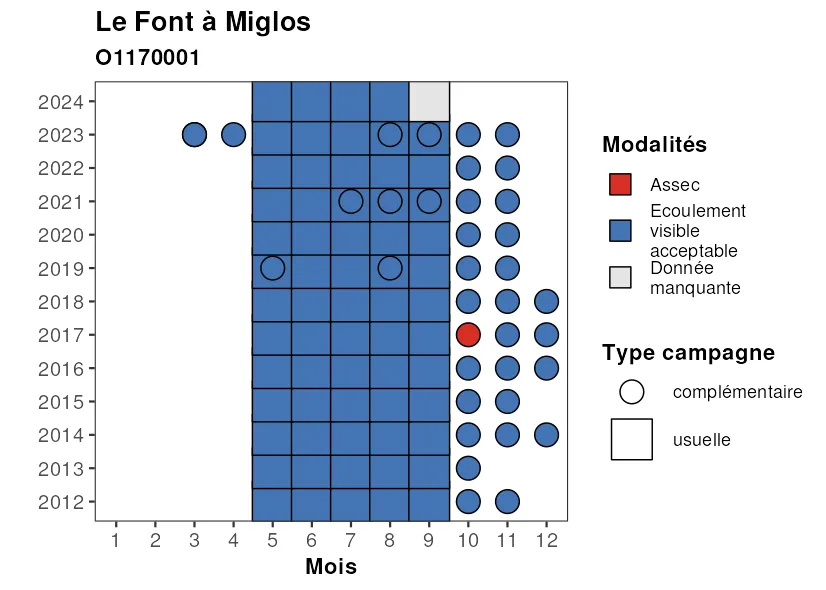 Le Font à Miglos
O1170001
2024
2023
2022
2021
2020
2019
2018
2017
2016
2015
2014
2013
2012
1 2 3 4 5 6 7 8 9 10 11 12
Mois
Modalités
Assec
Ecoulement
visible
acceptable
Donnée
manquante
Type campagne
complémentaire
usuelle